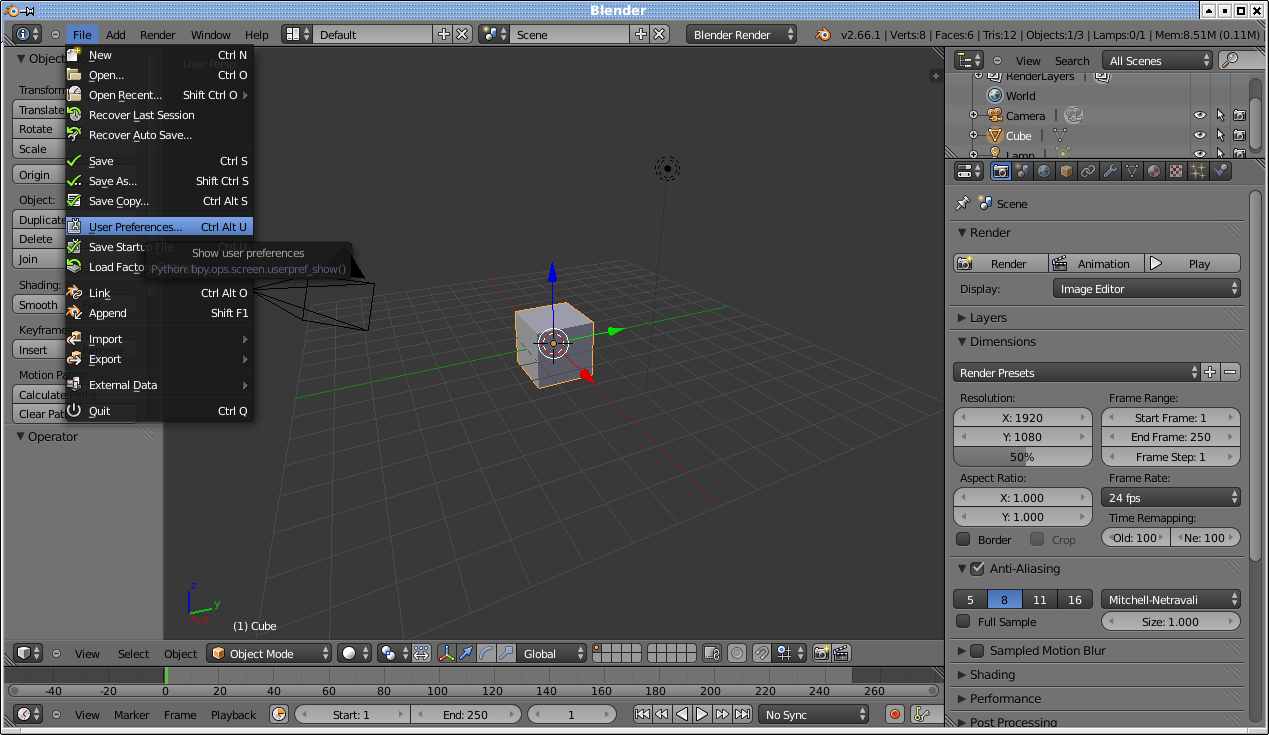 Blender
File Add Render Window Help Default Scene Blender Render v2.66.1 | Verts:8 | Faces:6 | Tris:12 | Objects:1/3 | Lamps:0/1 | Mem:8.51M (0.11M)
New Ctrl N
Open... Ctrl O
Open Recent... Shift Ctrl O
Recover Last Session
Recover Auto Save...
Save Ctrl S
Save As... Shift Ctrl S
Save Copy... Ctrl Alt S
User Preferences... Ctrl Alt U
Save Startup File Ctrl U
Load Facto
Show user preferences
Python: bpy.ops.screen.userpref_show()
Link Ctrl Alt O
Append Shift F1
Import
Export
External Data
Quit Ctrl Q
Object
Transform
Translate
Rotate
Scale
Origin
Object:
Duplicate
Delete
Join
Shading:
Smooth
Keyframe
Insert
Motion Pa
Calculate Paths
Clear Pat
Operator
User Persp
z
y
x
(1) Cube
View Select Object Object Mode Global
-40 -20 0 20 40 60 80 100 120 140 160 180 200 220 240 260
View Marker Frame Playback Start: 1 End: 250 1 No Sync
View Search All Scenes
RenderLayers
World
Camera
Cube
Lamp
Scene
Render
Render Animation Play
Display: Image Editor
Layers
Dimensions
Render Presets
Resolution: Frame Range:
X: 1920 Start Frame: 1
Y: 1080 End Frame: 250
50% Frame Step: 1
Aspect Ratio: Frame Rate:
X: 1.000 24 fps
Y: 1.000 Time Remapping:
Border Crop Old: 100 Ne: 100
Anti-Aliasing
5 8 11 16 Mitchell-Netravali
Full Sample Size: 1.000
Sampled Motion Blur
Shading
Performance
Post Processing